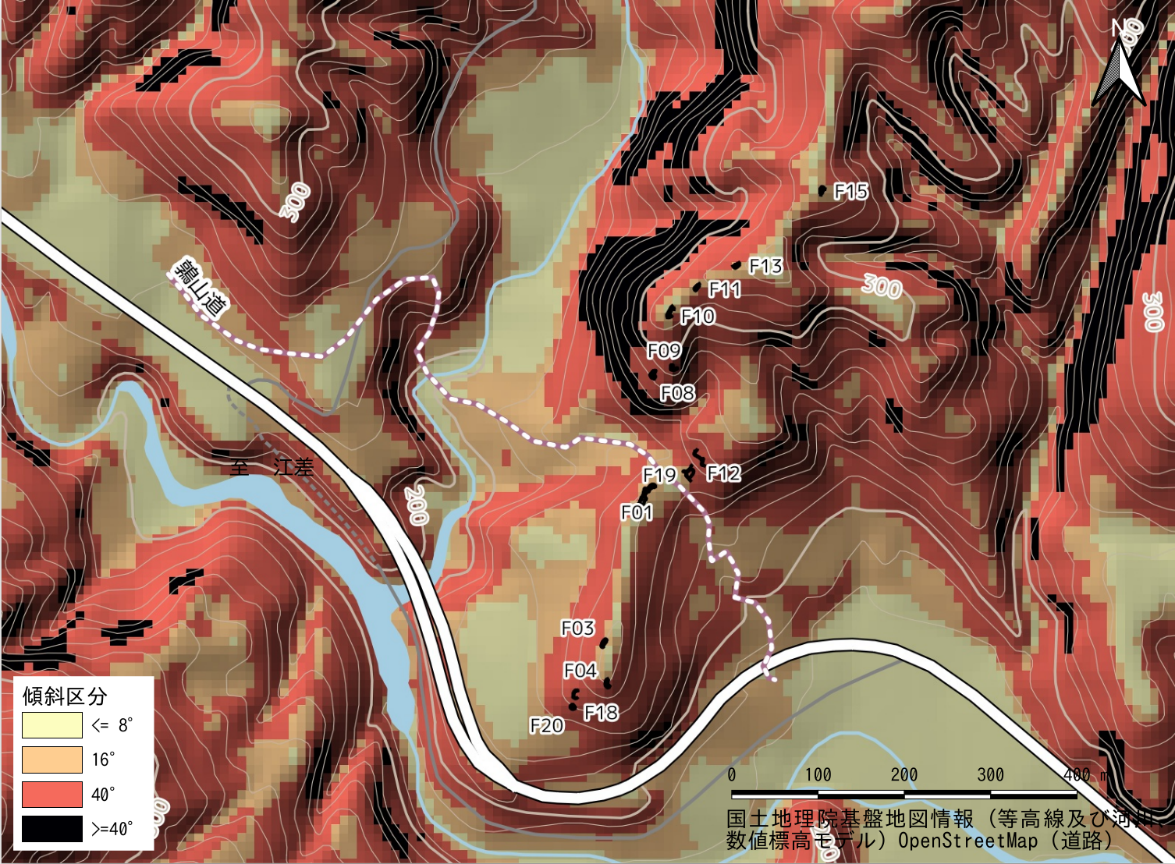 N
300
F15
F13
300
F11
鶉山道
300
F10
F09
F08
至 江差
F19
F12
200
F01
F03
F04
F18
F20
傾斜区分
<= 8°
16°
40°
>=40°
0 100 200 300 400 m
国土地理院基盤地図情報（等高線及び河川、
数値標高モデル）OpenStreetMap（道路）